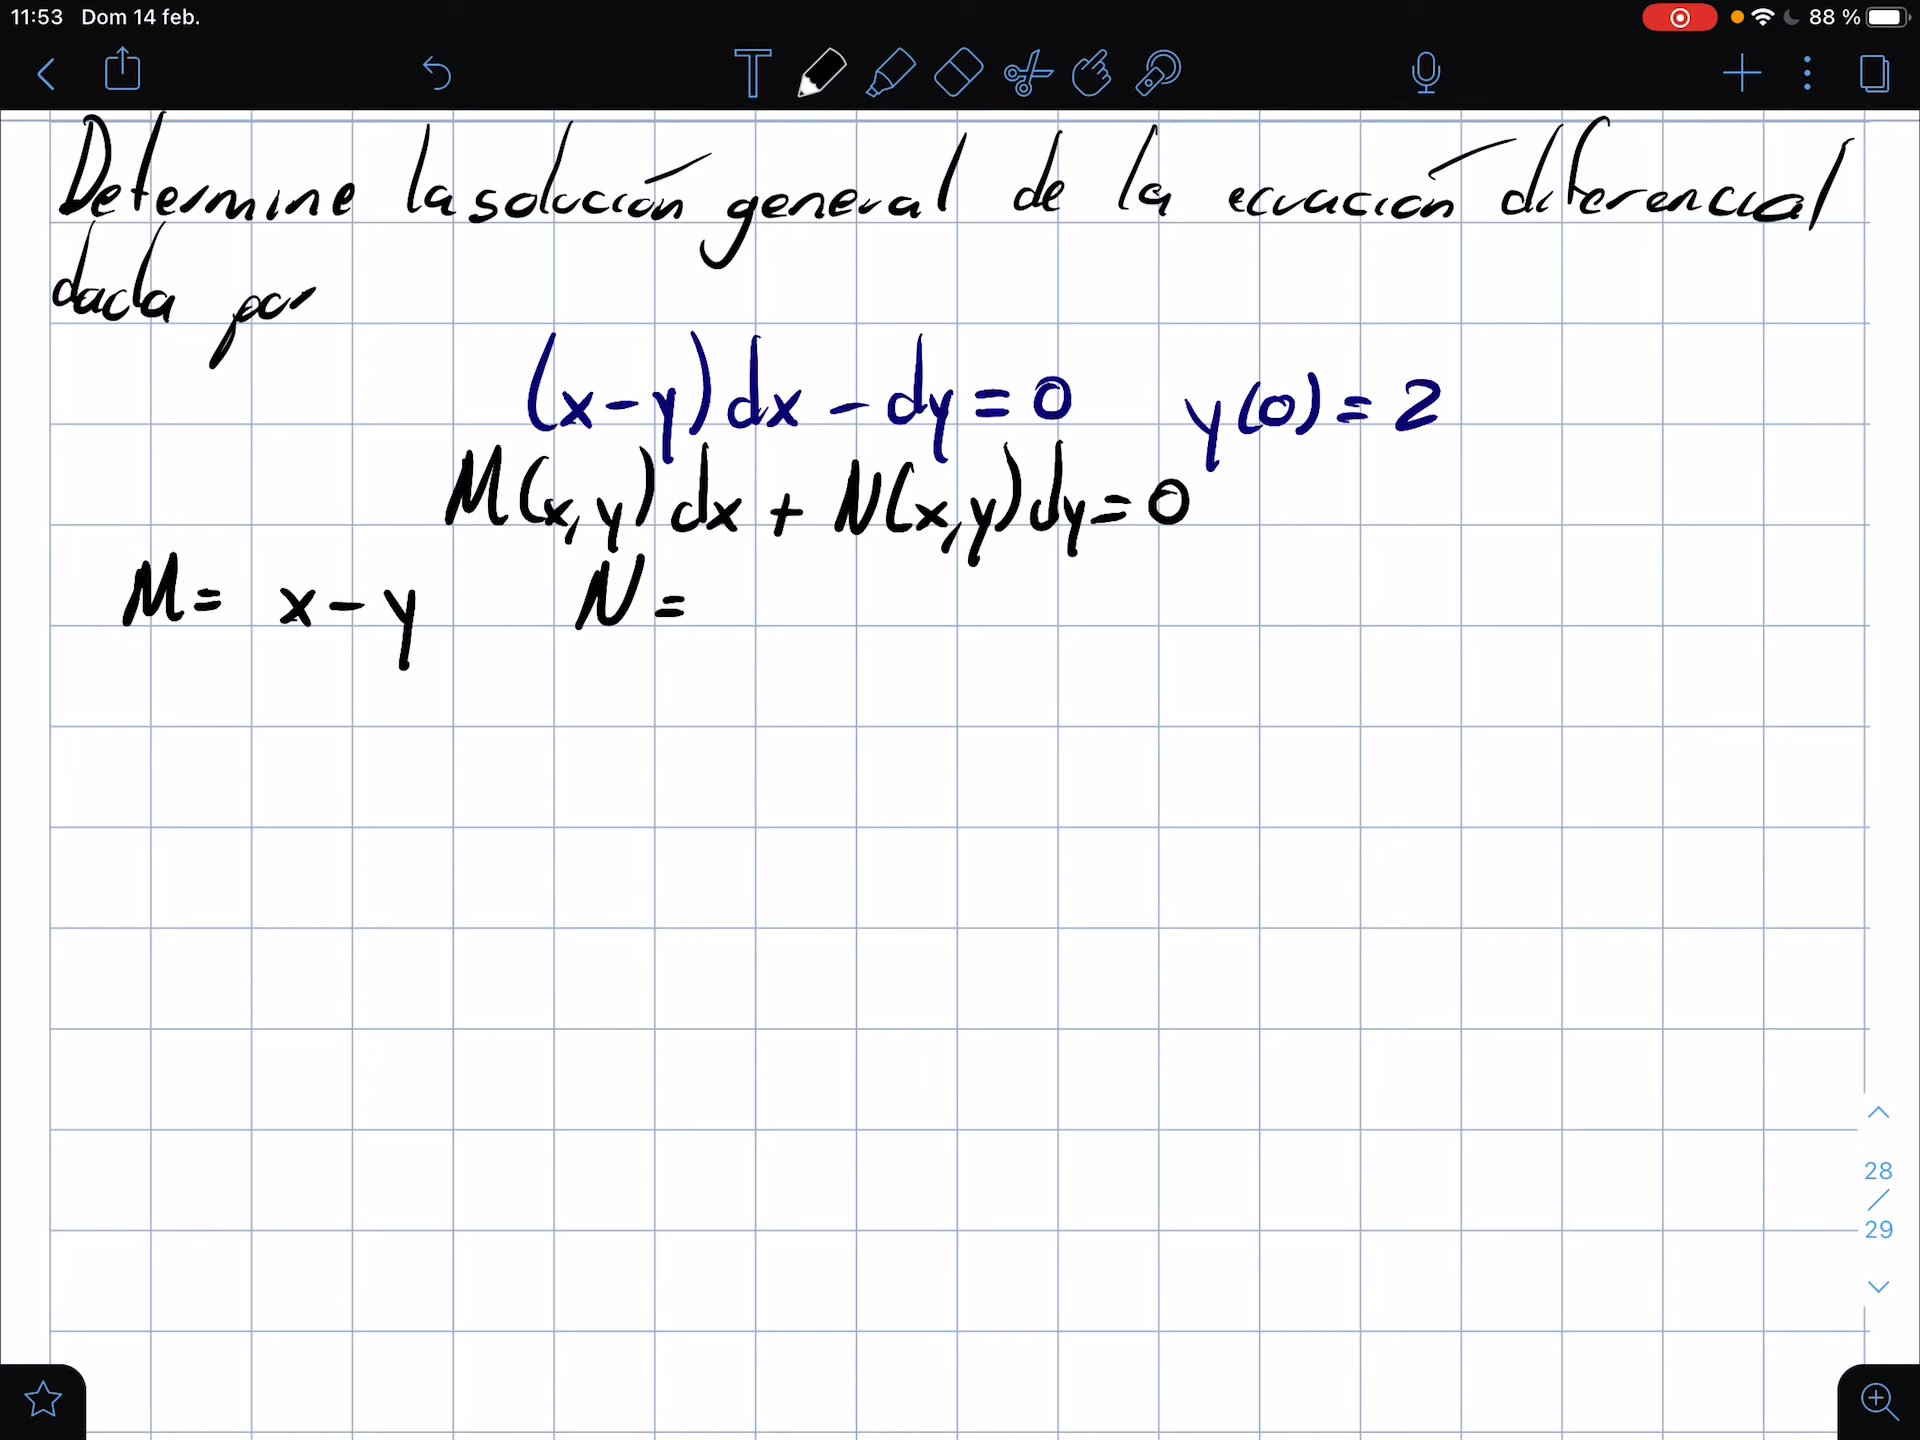 11:53 Dom 14 feb. 88 %
T
Determine la solución general de la ecuación diferencial
dada por
(x-y)dx - dy = 0 y(0) = 2
M(x,y)dx + N(x,y)dy = 0
M = x - y N =
28
/
29